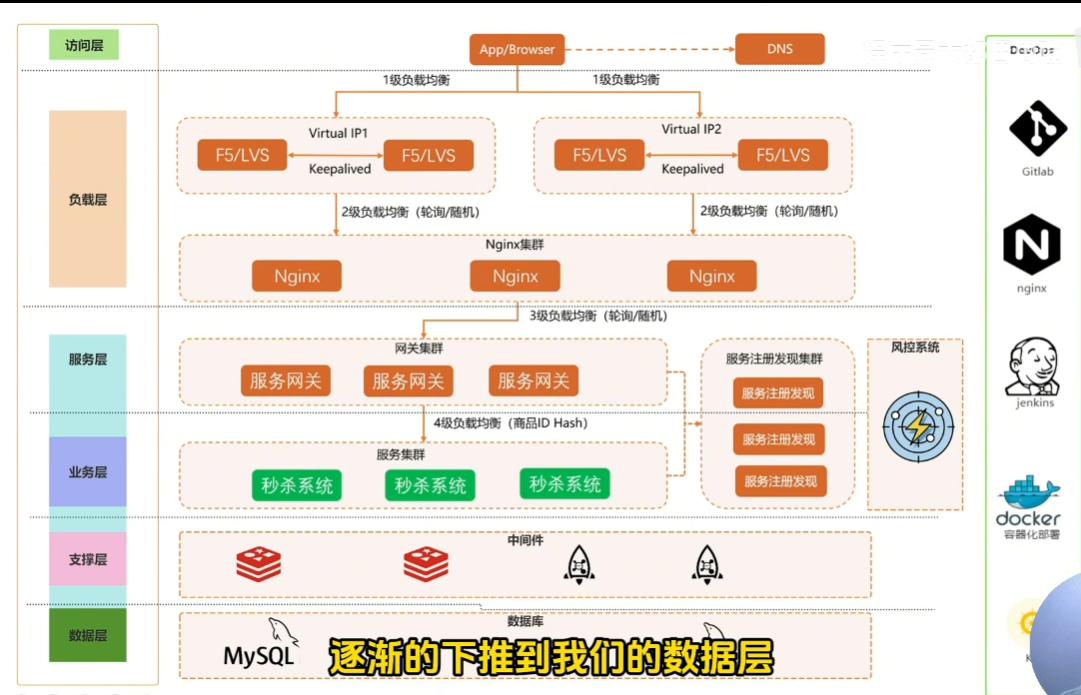 访问层
App/Browser
DNS
DevOps
1级负载均衡
1级负载均衡
负载层
Virtual IP1
F5/LVS
F5/LVS
Keepalived
Virtual IP2
F5/LVS
F5/LVS
Keepalived
Gitlab
2级负载均衡（轮询/随机）
2级负载均衡（轮询/随机）
Nginx集群
Nginx
Nginx
Nginx
nginx
3级负载均衡（轮询/随机）
服务层
网关集群
服务网关
服务网关
服务网关
服务注册发现集群
服务注册发现
服务注册发现
服务注册发现
风控系统
jenkins
4级负载均衡（商品ID Hash）
业务层
服务集群
秒杀系统
秒杀系统
秒杀系统
docker
容器化部署
支撑层
中间件
数据层
数据库
MySQL
逐渐的下推到我们的数据层